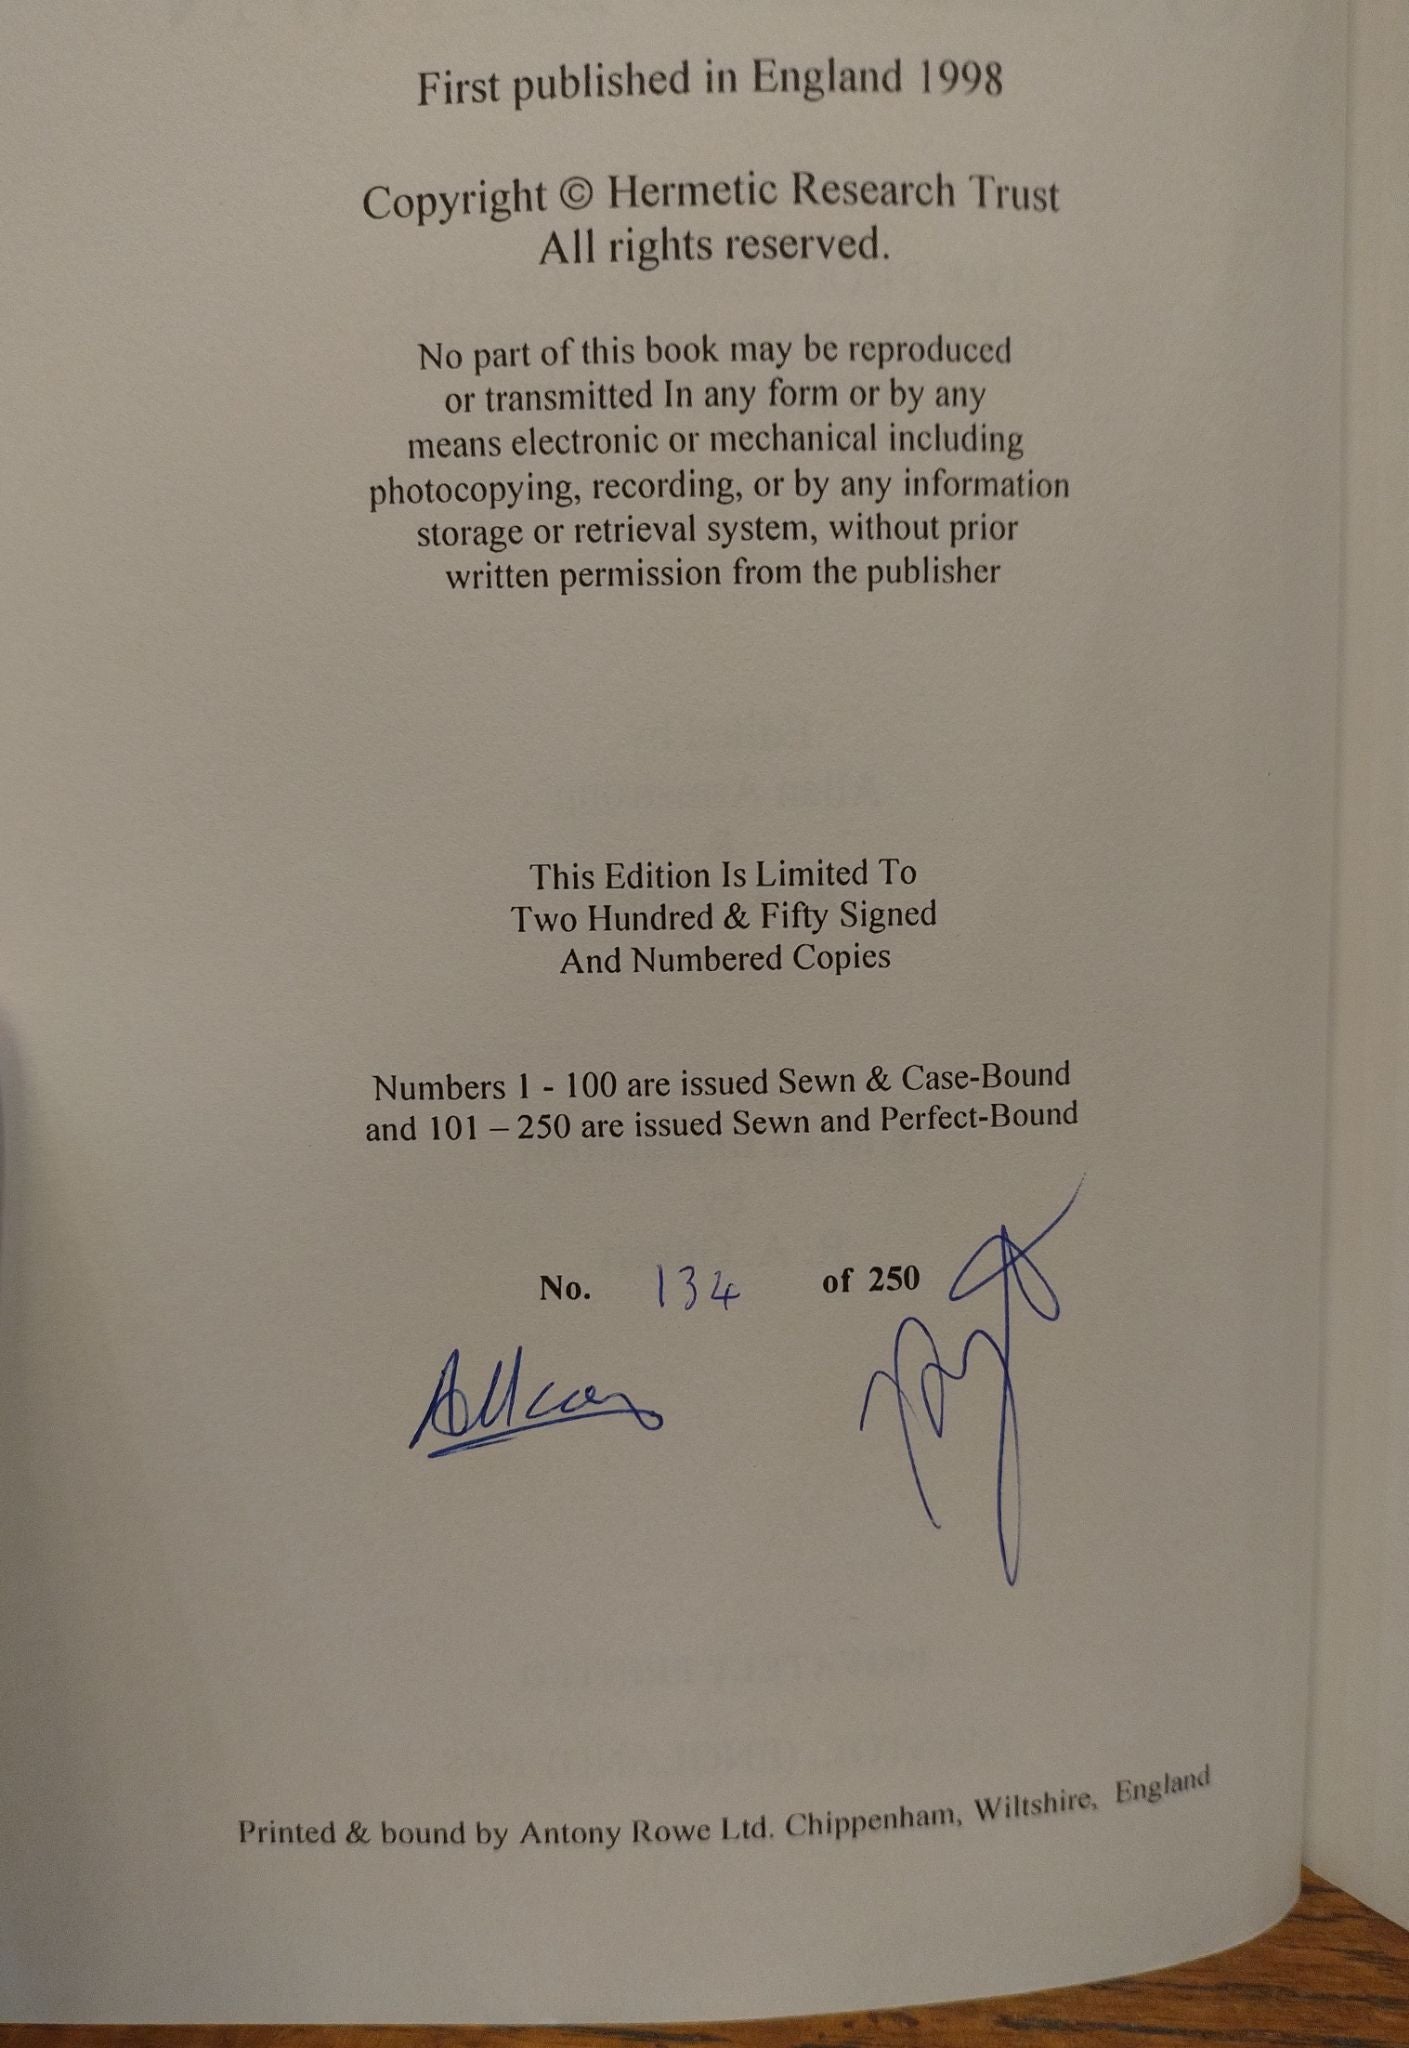 First published in England 1998
Copyright © Hermetic Research Trust
All rights reserved.
No part of this book may be reproduced
or transmitted In any form or by any
means electronic or mechanical including
photocopying, recording, or by any information
storage or retrieval system, without prior
written permission from the publisher
This Edition Is Limited To
Two Hundred & Fifty Signed
And Numbered Copies
Numbers 1 - 100 are issued Sewn & Case-Bound
and 101 – 250 are issued Sewn and Perfect-Bound
No. 134 of 250
Printed & bound by Antony Rowe Ltd. Chippenham, Wiltshire, England